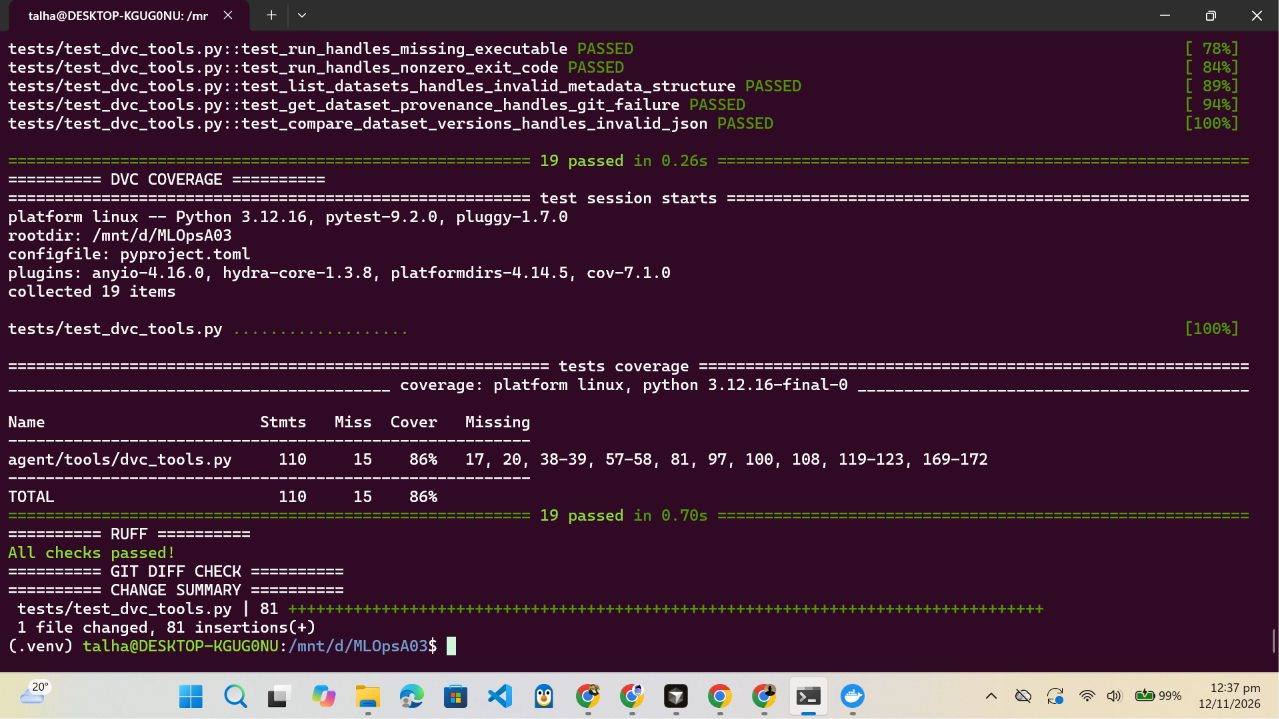 talha@DESKTOP-KGUG0NU: /mr
tests/test_dvc_tools.py::test_run_handles_missing_executable PASSED [ 78%]
tests/test_dvc_tools.py::test_run_handles_nonzero_exit_code PASSED [ 84%]
tests/test_dvc_tools.py::test_list_datasets_handles_invalid_metadata_structure PASSED [ 89%]
tests/test_dvc_tools.py::test_get_dataset_provenance_handles_git_failure PASSED [ 94%]
tests/test_dvc_tools.py::test_compare_dataset_versions_handles_invalid_json PASSED [100%]
======================================================== 19 passed in 0.26s =========================================================
========== DVC COVERAGE ==========
======================================================== test session starts ========================================================
platform linux -- Python 3.12.16, pytest-9.2.0, pluggy-1.7.0
rootdir: /mnt/d/MLOpsA03
configfile: pyproject.toml
plugins: anyio-4.16.0, hydra-core-1.3.8, platformdirs-4.14.5, cov-7.1.0
collected 19 items
tests/test_dvc_tools.py ................... [100%]
========================================================== tests coverage ===========================================================
_________________________________________ coverage: platform linux, python 3.12.16-final-0 __________________________________________
Name Stmts Miss Cover Missing
--------------------------------------------------------
agent/tools/dvc_tools.py 110 15 86% 17, 20, 38-39, 57-58, 81, 97, 100, 108, 119-123, 169-172
--------------------------------------------------------
TOTAL 110 15 86%
======================================================== 19 passed in 0.70s =========================================================
========== RUFF ==========
All checks passed!
========== GIT DIFF CHECK ==========
========== CHANGE SUMMARY ==========
tests/test_dvc_tools.py | 81 +++++++++++++++++++++++++++++++++++++++++++++++++++++++++++++++++++++++++++++++++
1 file changed, 81 insertions(+)
(.venv) talha@DESKTOP-KGUG0NU:/mnt/d/MLOpsA03$
20°
99%
12:37 pm
12/11/2026